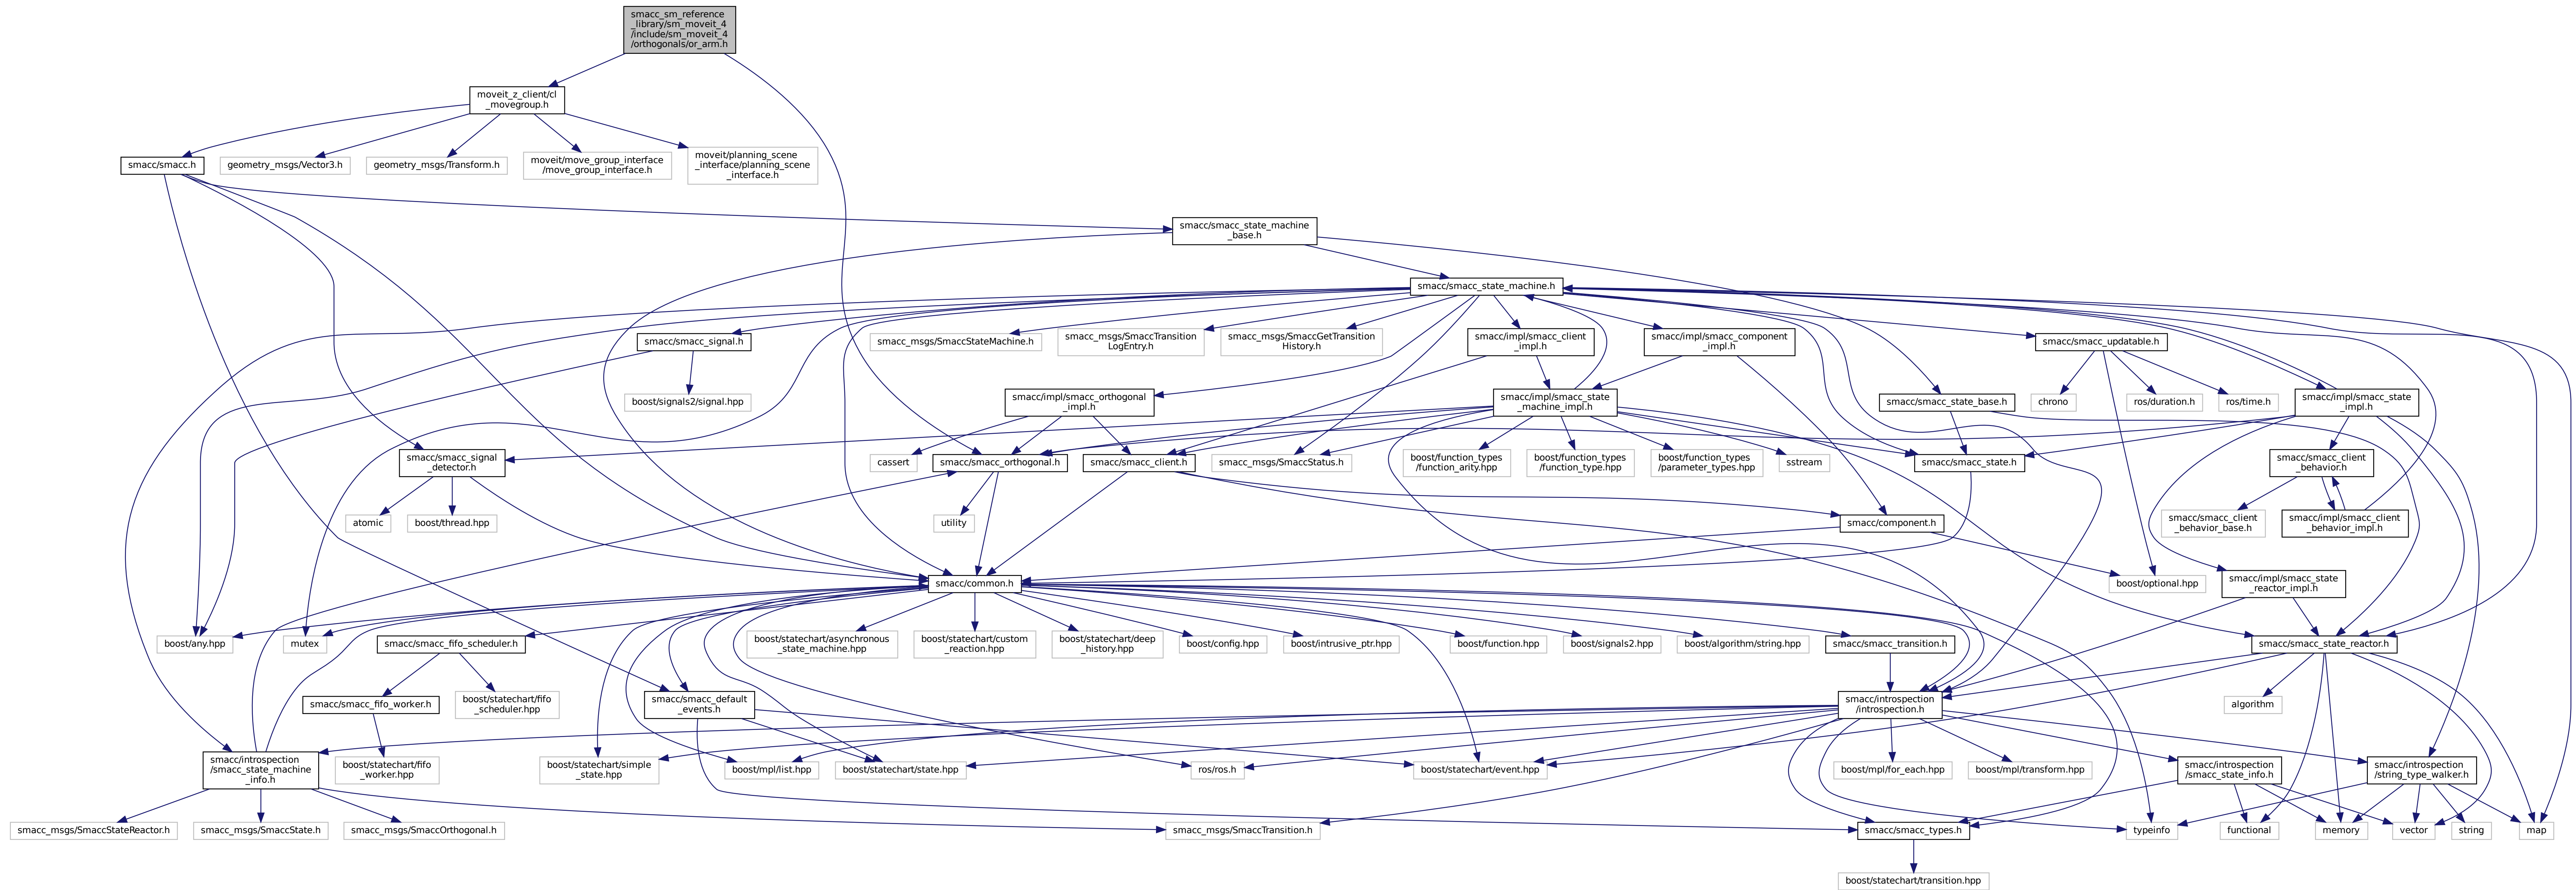 smacc_sm_reference
_library/sm_moveit_4
/include/sm_moveit_4
/orthogonals/or_arm.h
moveit_z_client/cl
_movegroup.h
smacc/smacc.h
geometry_msgs/Vector3.h
geometry_msgs/Transform.h
moveit/move_group_interface
/move_group_interface.h
moveit/planning_scene
_interface/planning_scene
_interface.h
smacc/smacc_state_machine
_base.h
smacc/smacc_state_machine.h
smacc/smacc_signal.h
smacc_msgs/SmaccStateMachine.h
smacc_msgs/SmaccTransition
LogEntry.h
smacc_msgs/SmaccGetTransition
History.h
smacc/impl/smacc_client
_impl.h
smacc/impl/smacc_component
_impl.h
smacc/smacc_updatable.h
boost/signals2/signal.hpp
smacc/impl/smacc_orthogonal
_impl.h
smacc/impl/smacc_state
_machine_impl.h
smacc/smacc_state_base.h
chrono
ros/duration.h
ros/time.h
smacc/impl/smacc_state
_impl.h
smacc/smacc_signal
_detector.h
cassert
smacc/smacc_orthogonal.h
smacc/smacc_client.h
smacc_msgs/SmaccStatus.h
boost/function_types
/function_arity.hpp
boost/function_types
/function_type.hpp
boost/function_types
/parameter_types.hpp
sstream
smacc/smacc_state.h
smacc/smacc_client
_behavior.h
atomic
boost/thread.hpp
utility
smacc/component.h
smacc/smacc_client
_behavior_base.h
smacc/impl/smacc_client
_behavior_impl.h
smacc/common.h
boost/optional.hpp
smacc/impl/smacc_state
_reactor_impl.h
boost/any.hpp
mutex
smacc/smacc_fifo_scheduler.h
boost/statechart/asynchronous
_state_machine.hpp
boost/statechart/custom
_reaction.hpp
boost/statechart/deep
_history.hpp
boost/config.hpp
boost/intrusive_ptr.hpp
boost/function.hpp
boost/signals2.hpp
boost/algorithm/string.hpp
smacc/smacc_transition.h
smacc/smacc_state_reactor.h
smacc/smacc_fifo_worker.h
boost/statechart/fifo
_scheduler.hpp
smacc/smacc_default
_events.h
smacc/introspection
/introspection.h
algorithm
smacc/introspection
/smacc_state_machine
_info.h
boost/statechart/fifo
_worker.hpp
boost/statechart/simple
_state.hpp
boost/mpl/list.hpp
boost/statechart/state.hpp
ros/ros.h
boost/statechart/event.hpp
boost/mpl/for_each.hpp
boost/mpl/transform.hpp
smacc/introspection
/smacc_state_info.h
smacc/introspection
/string_type_walker.h
smacc_msgs/SmaccStateReactor.h
smacc_msgs/SmaccState.h
smacc_msgs/SmaccOrthogonal.h
smacc_msgs/SmaccTransition.h
smacc/smacc_types.h
typeinfo
functional
memory
vector
string
map
boost/statechart/transition.hpp